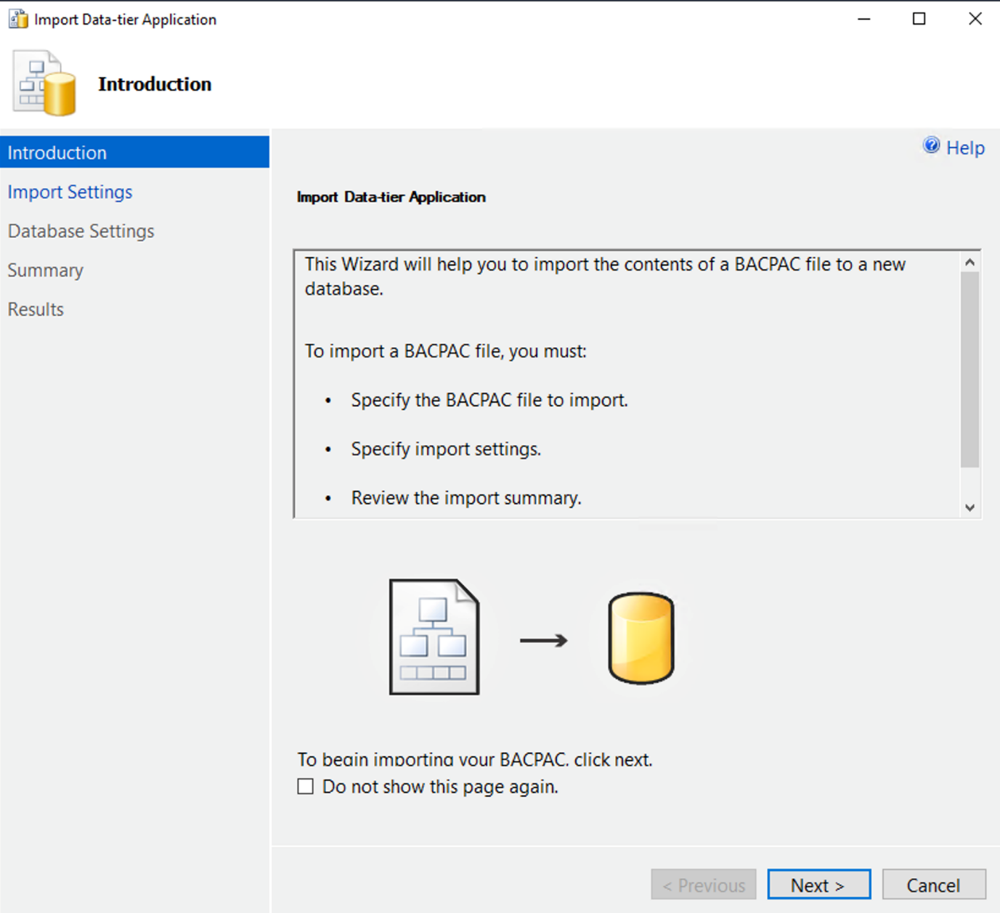 Import Data-tier Application
Introduction
Introduction
Import Settings
Database Settings
Summary
Results
Help
Import Data-tier Application
This Wizard will help you to import the contents of a BACPAC file to a new
database.
To import a BACPAC file, you must:
• Specify the BACPAC file to import.
• Specify import settings.
• Review the import summary.
To begin importing your BACPAC, click next.
Do not show this page again.
< Previous
Next >
Cancel